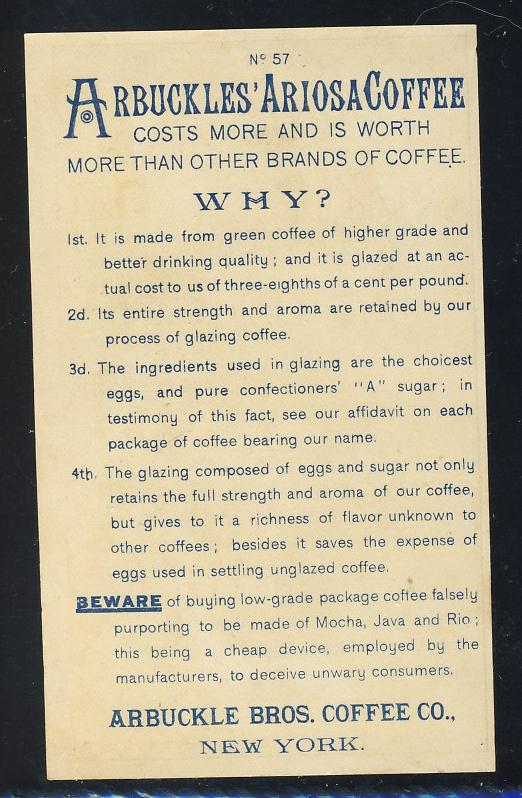 Nº 57
ARBUCKLES' ARIOSA COFFEE
COSTS MORE AND IS WORTH
MORE THAN OTHER BRANDS OF COFFEE.
WHY?
1st. It is made from green coffee of higher grade and
better drinking quality; and it is glazed at an ac-
tual cost to us of three-eighths of a cent per pound.
2d. Its entire strength and aroma are retained by our
process of glazing coffee.
3d. The ingredients used in glazing are the choicest
eggs, and pure confectioners' "A" sugar; in
testimony of this fact, see our affidavit on each
package of coffee bearing our name.
4th. The glazing composed of eggs and sugar not only
retains the full strength and aroma of our coffee,
but gives to it a richness of flavor unknown to
other coffees; besides it saves the expense of
eggs used in settling unglazed coffee.
BEWARE of buying low-grade package coffee falsely
purporting to be made of Mocha, Java and Rio;
this being a cheap device, employed by the
manufacturers, to deceive unwary consumers.
ARBUCKLE BROS. COFFEE CO.,
NEW YORK.